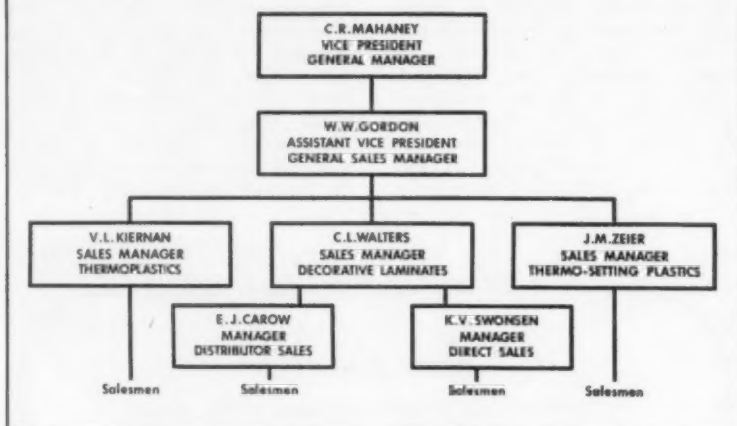 C.R.MAHANEY
VICE PRESIDENT
GENERAL MANAGER
W.W.GORDON
ASSISTANT VICE PRESIDENT
GENERAL SALES MANAGER
V.L.KIERNAN
SALES MANAGER
THERMOPLASTICS
C.L.WALTERS
SALES MANAGER
DECORATIVE LAMINATES
J.M.ZEIER
SALES MANAGER
THERMO-SETTING PLASTICS
E.J.CAROW
MANAGER
DISTRIBUTOR SALES
K.V.SWONSEN
MANAGER
DIRECT SALES
Salesmen
Salesmen
Salesmen
Salesmen